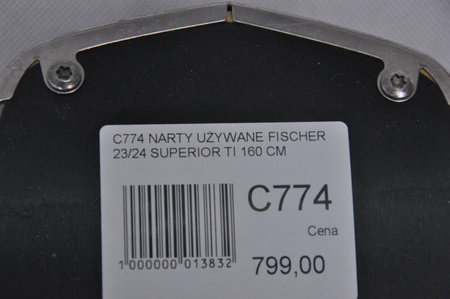 C774 NARTY UŻYWANE FISCHER
23/24 SUPERIOR TI 160 CM
C774
Cena
1 000000 013832
799,00